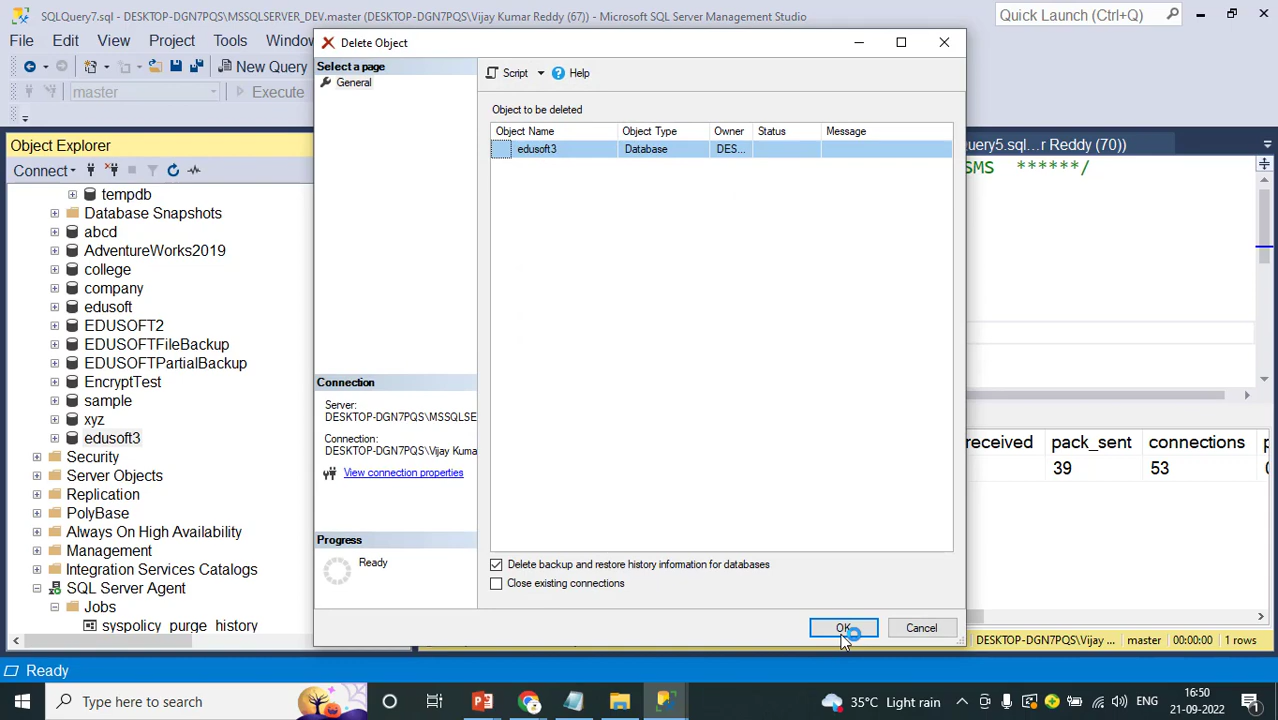 SQLQuery7.sql - DESKTOP-DGN7PQS\MSSQLSERVER_DEV.master (DESKTOP-DGN7PQS\Vijay Kumar Reddy (67)) - Microsoft SQL Server Management Studio
Quick Launch (Ctrl+Q)
File Edit View Project Tools Window
New Query
master
Execute
Object Explorer
Connect
tempdb
Database Snapshots
abcd
AdventureWorks2019
college
company
edusoft
EDUSOFT2
EDUSOFTFileBackup
EDUSOFTPartialBackup
EncryptTest
sample
xyz
edusoft3
Security
Server Objects
Replication
PolyBase
Always On High Availability
Management
Integration Services Catalogs
SQL Server Agent
Jobs
syspolicy_purge_history
Delete Object
Select a page
General
Connection
Server:
DESKTOP-DGN7PQS\MSSQLSE
Connection:
DESKTOP-DGN7PQS\Vijay Kuma
View connection properties
Progress
Ready
Script
Help
Object to be deleted
Object Name Object Type Owner Status Message
edusoft3 Database DES...
Delete backup and restore history information for databases
Close existing connections
OK Cancel
uery5.sql...r Reddy (70))
SMS ******/
received pack_sent connections
39 53
DESKTOP-DGN7PQS\Vijay ... master 00:00:00 1 rows
Ready
Type here to search
35°C Light rain
ENG
16:50
21-09-2022
1